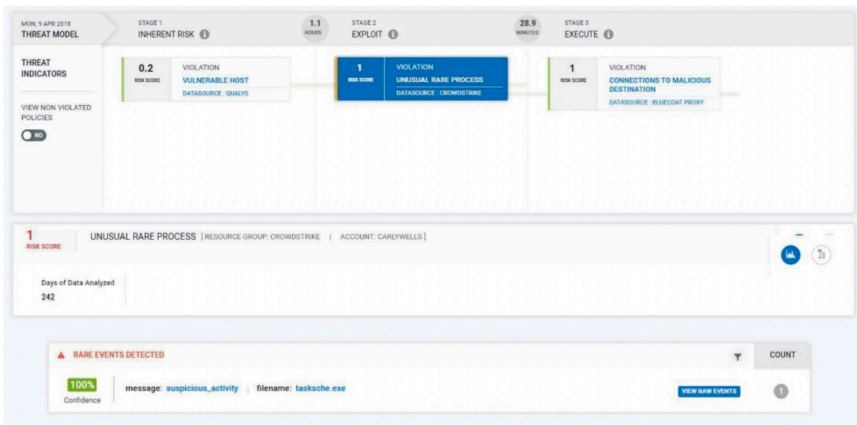 MON, 9 APR 2018
THREAT MODEL
STAGE 1
INHERENT RISK
1.1
HOURS
STAGE 2
EXPLOIT
28.9
MINUTES
STAGE 3
EXECUTE
THREAT
INDICATORS
VIEW NON VIOLATED
POLICIES
NO
0.2
RISK SCORE
VIOLATION
VULNERABLE HOST
DATASOURCE : QUALYS
1
RISK SCORE
VIOLATION
UNUSUAL RARE PROCESS
DATASOURCE : CROWDSTRIKE
1
RISK SCORE
VIOLATION
CONNECTIONS TO MALICIOUS
DESTINATION
DATASOURCE : BLUECOAT PROXY
1
RISK SCORE
UNUSUAL RARE PROCESS [ RESOURCE GROUP: CROWDSTRIKE | ACCOUNT: CARLYWELLS ]
Days of Data Analyzed
242
RARE EVENTS DETECTED
COUNT
100%
Confidence
message: suspicious_activity | filename: tasksche.exe
VIEW RAW EVENTS
1